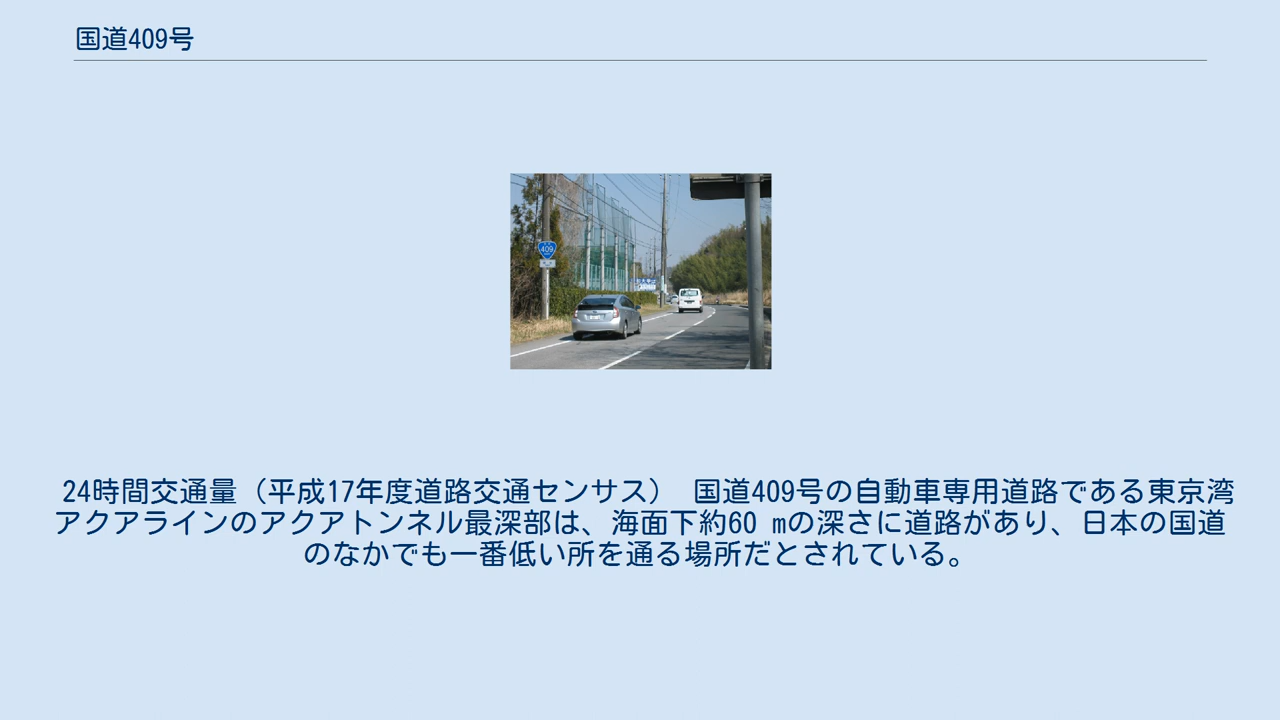 国道409号
409
24時間交通量（平成17年度道路交通センサス）　国道409号の自動車専用道路である東京湾
アクアラインのアクアトンネル最深部は、海面下約60 mの深さに道路があり、日本の国道
のなかでも一番低い所を通る場所だとされている。